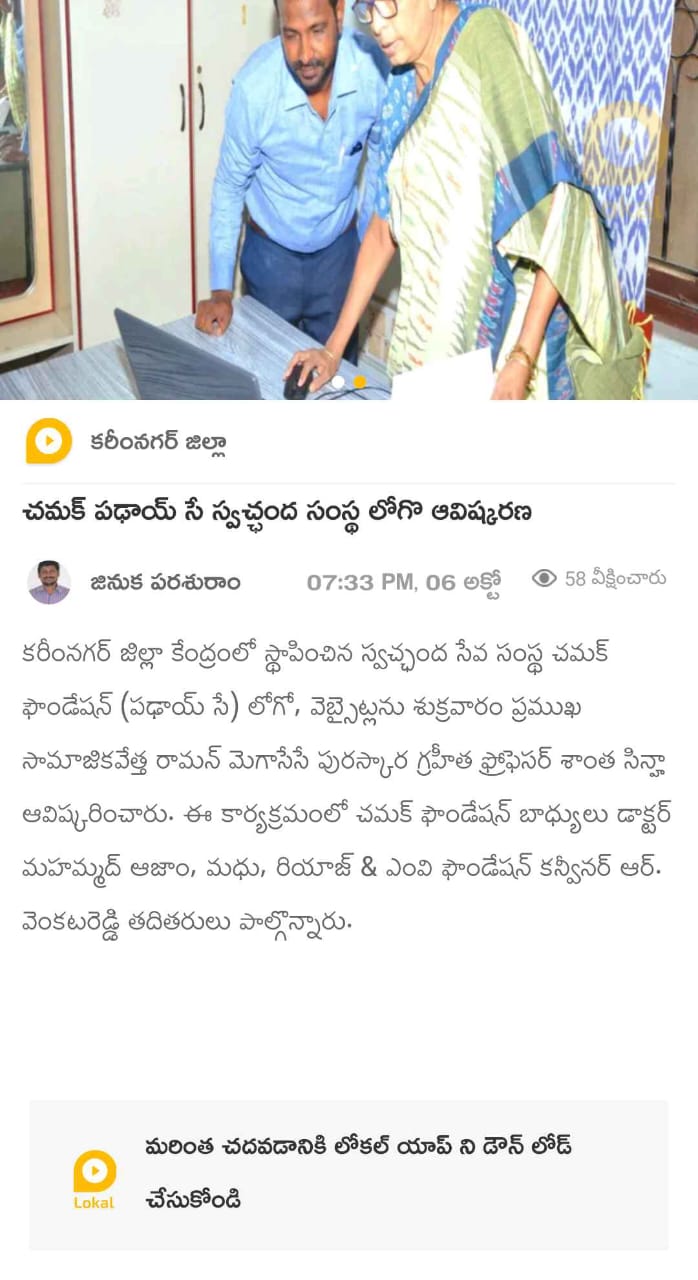 కరీంనగర్ జిల్లా
చమక్ పఢాయ్ సే స్వచ్ఛంద సంస్థ లోగొ ఆవిష్కరణ
జినుక పరశురాం 07:33 PM, 06 అక్టో 58 వీక్షించారు
కరీంనగర్ జిల్లా కేంద్రంలో స్థాపించిన స్వచ్ఛంద సేవ సంస్థ చమక్
ఫౌండేషన్ (పఢాయ్ సే) లోగో, వెబ్సైట్లను శుక్రవారం ప్రముఖ
సామాజికవేత్త రామన్ మెగాసేసే పురస్కార గ్రహీత ఫ్రొఫెసర్ శాంత సిన్హా
ఆవిష్కరించారు. ఈ కార్యక్రమంలో చమక్ ఫౌండేషన్ బాధ్యులు డాక్టర్
మహమ్మద్ ఆజాం, మధు, రియాజ్ & ఎంవి ఫౌండేషన్ కన్వీనర్ ఆర్.
వెంకటరెడ్డి తదితరులు పాల్గొన్నారు.
మరింత చదవడానికి లోకల్ యాప్ ని డౌన్ లోడ్
చేసుకోండి
Lokal